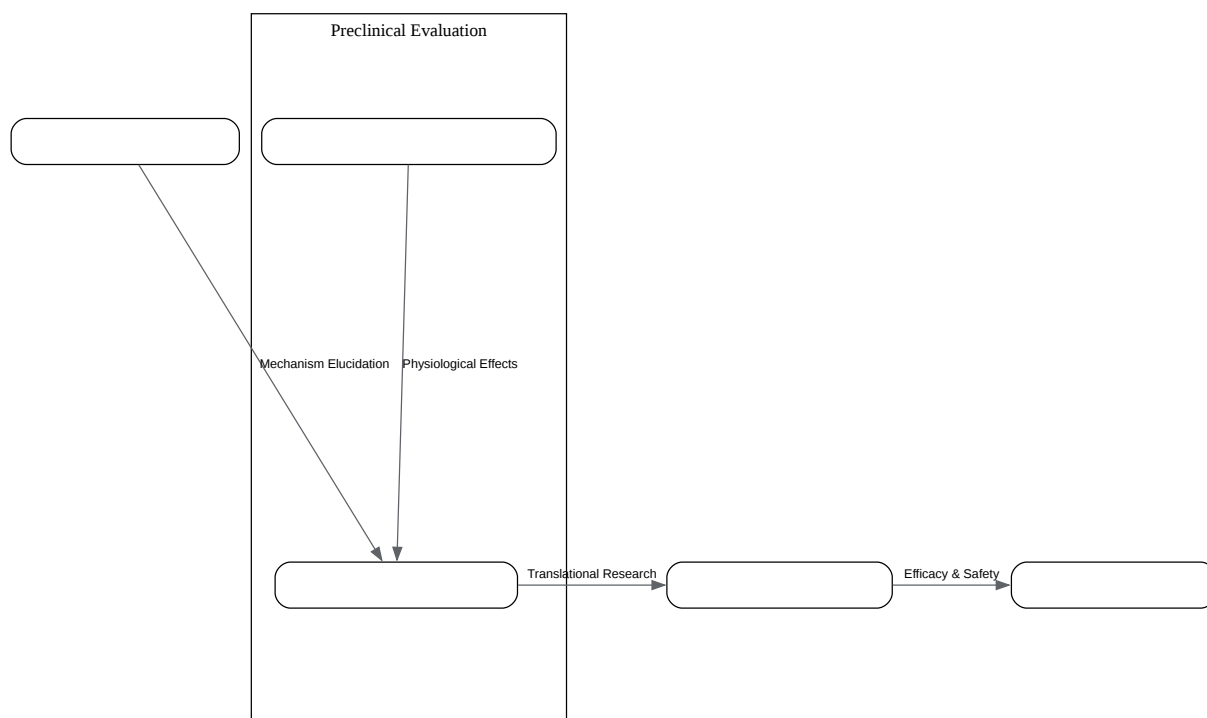 Preclinical Evaluation
Mechanism Elucidation
Physiological Effects
Translational Research
Efficacy & Safety